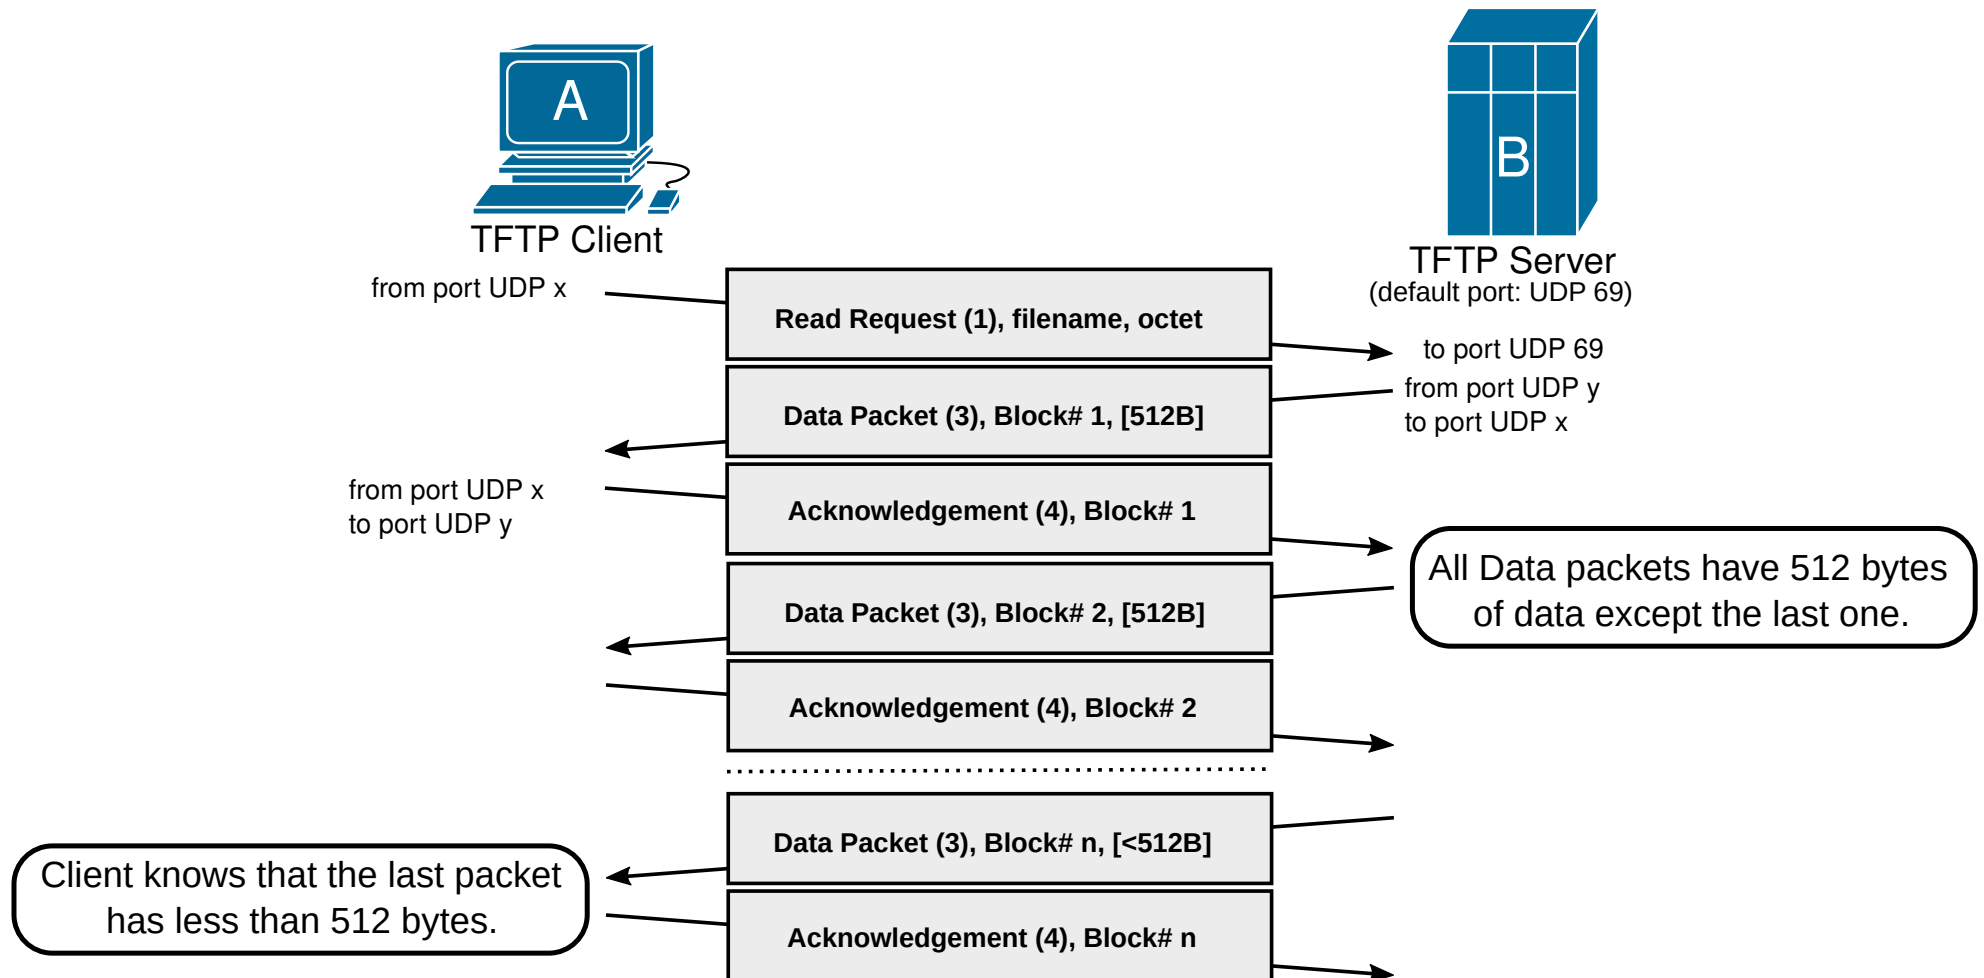 A
B
TFTP Client
TFTP Server
(default port: UDP 69)
from port UDP x
Read Request (1), filename, octet
to port UDP 69
from port UDP y
to port UDP x
Data Packet (3), Block# 1, [512B]
from port UDP x
to port UDP y
Acknowledgement (4), Block# 1
All Data packets have 512 bytes
of data except the last one.
Data Packet (3), Block# 2, [512B]
Acknowledgement (4), Block# 2
Data Packet (3), Block# n, [<512B]
Client knows that the last packet
has less than 512 bytes.
Acknowledgement (4), Block# n